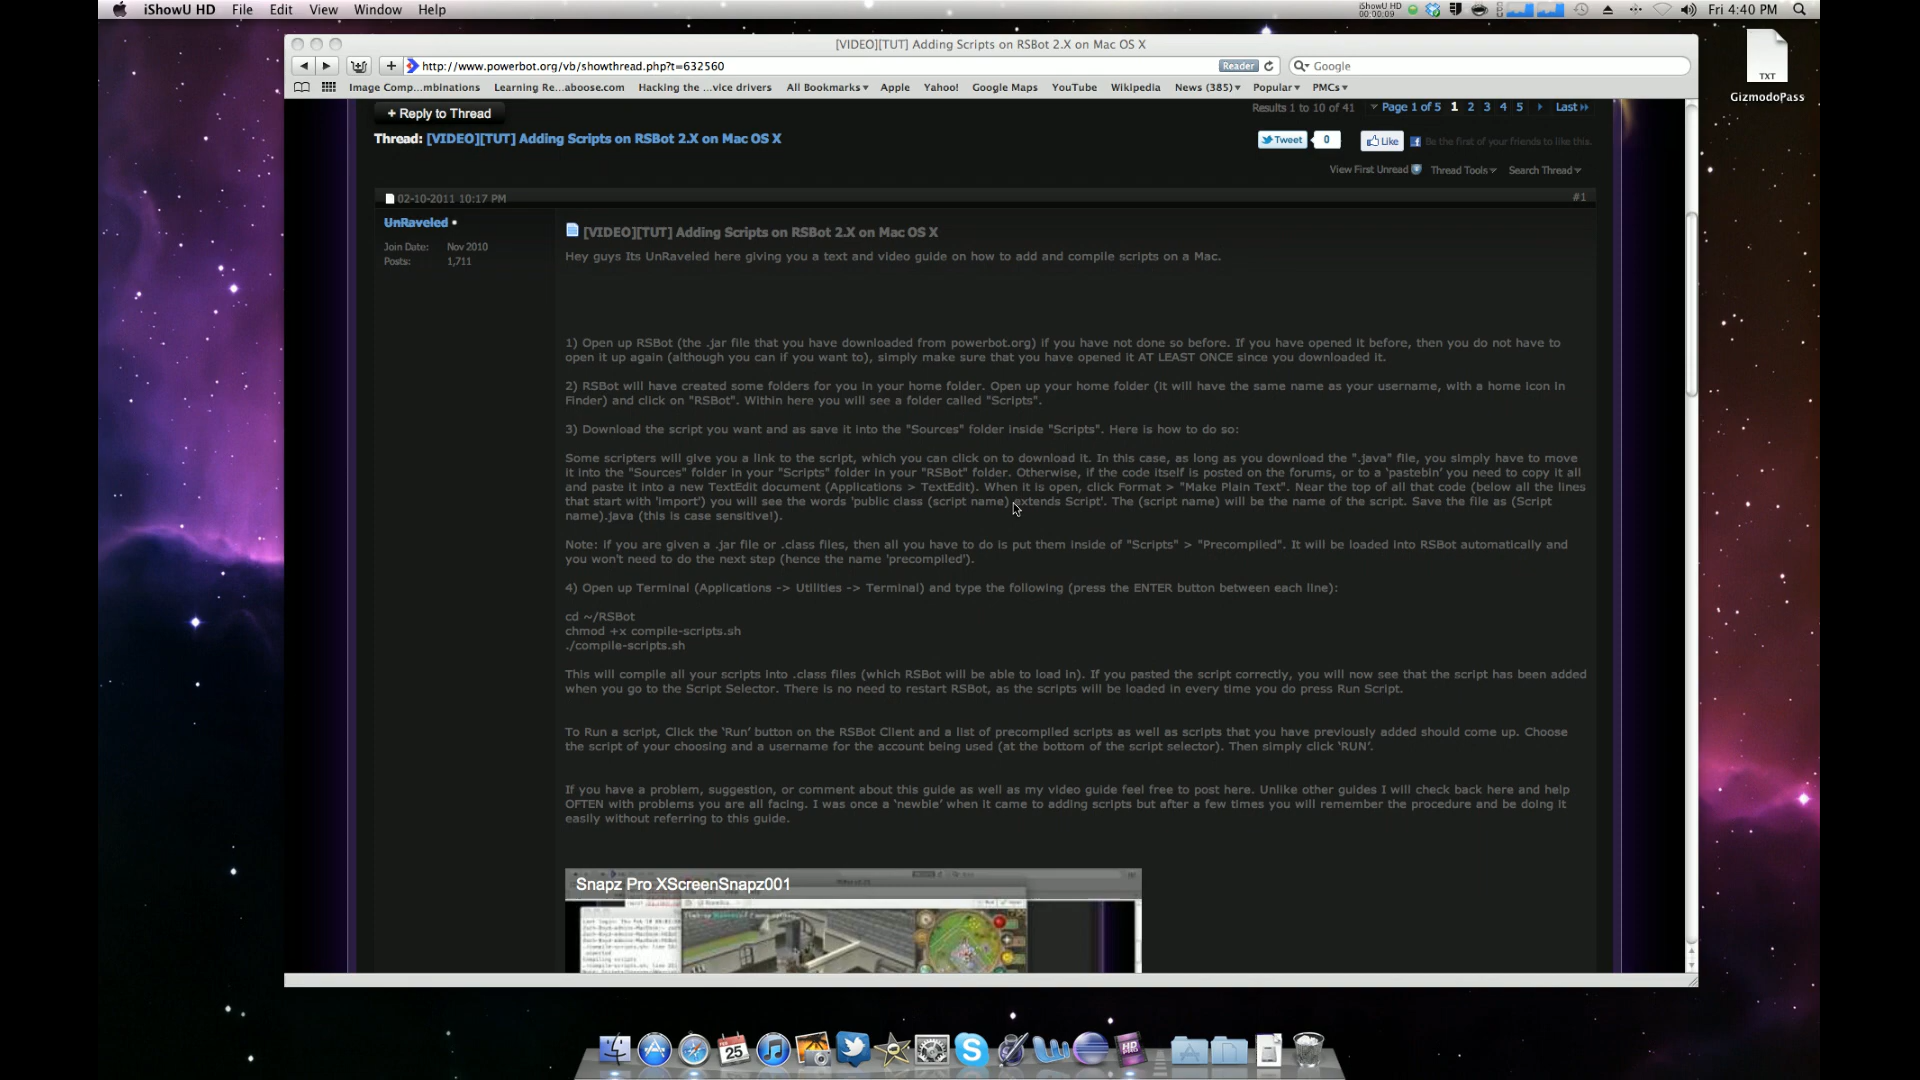 iShowU HD File Edit View Window Help
iShowU HD
00:00:09
Fri 4:40 PM
[VIDEO][TUT] Adding Scripts on RSBot 2.X on Mac OS X
http://www.powerbot.org/vb/showthread.php?t=632560 Reader Google
Image Comp...mbinations Learning Re...aboose.com Hacking the ...vice drivers All Bookmarks Apple Yahoo! Google Maps YouTube Wikipedia News (385) Popular PMCs
TXT
GizmodoPass
+ Reply to Thread
Results 1 to 10 of 41 Page 1 of 5 1 2 3 4 5 Last
Thread: [VIDEO][TUT] Adding Scripts on RSBot 2.X on Mac OS X
Tweet 0 Like Be the first of your friends to like this.
View First Unread Thread Tools Search Thread
02-10-2011 10:17 PM #1
UnRaveled
Join Date: Nov 2010
Posts: 1,711
[VIDEO][TUT] Adding Scripts on RSBot 2.X on Mac OS X
Hey guys Its UnRaveled here giving you a text and video guide on how to add and compile scripts on a Mac.
1) Open up RSBot (the .jar file that you have downloaded from powerbot.org) if you have not done so before. If you have opened it before, then you do not have to
open it up again (although you can if you want to), simply make sure that you have opened it AT LEAST ONCE since you downloaded it.
2) RSBot will have created some folders for you in your home folder. Open up your home folder (it will have the same name as your username, with a home icon in
Finder) and click on "RSBot". Within here you will see a folder called "Scripts".
3) Download the script you want and as save it into the "Sources" folder inside "Scripts". Here is how to do so:
Some scripters will give you a link to the script, which you can click on to download it. In this case, as long as you download the ".java" file, you simply have to move
it into the "Sources" folder in your "Scripts" folder in your "RSBot" folder. Otherwise, if the code itself is posted on the forums, or to a 'pastebin' you need to copy it all
and paste it into a new TextEdit document (Applications > TextEdit). When it is open, click Format > "Make Plain Text". Near the top of all that code (below all the lines
that start with 'import') you will see the words 'public class (script name) extends Script'. The (script name) will be the name of the script. Save the file as (Script
name).java (this is case sensitive!).
Note: if you are given a .jar file or .class files, then all you have to do is put them inside of "Scripts" > "Precompiled". It will be loaded into RSBot automatically and
you won't need to do the next step (hence the name 'precompiled').
4) Open up Terminal (Applications -> Utilities -> Terminal) and type the following (press the ENTER button between each line):
cd ~/RSBot
chmod +x compile-scripts.sh
./compile-scripts.sh
This will compile all your scripts into .class files (which RSBot will be able to load in). If you pasted the script correctly, you will now see that the script has been added
when you go to the Script Selector. There is no need to restart RSBot, as the scripts will be loaded in every time you do press Run Script.
To Run a script, Click the 'Run' button on the RSBot Client and a list of precompiled scripts as well as scripts that you have previously added should come up. Choose
the script of your choosing and a username for the account being used (at the bottom of the script selector). Then simply click 'RUN'.
If you have a problem, suggestion, or comment about this guide as well as my video guide feel free to post here. Unlike other guides I will check back here and help
OFTEN with problems you are all facing. I was once a 'newbie' when it came to adding scripts but after a few times you will remember the procedure and be doing it
easily without referring to this guide.
Snapz Pro XScreenSnapz001
FEB
25
HD